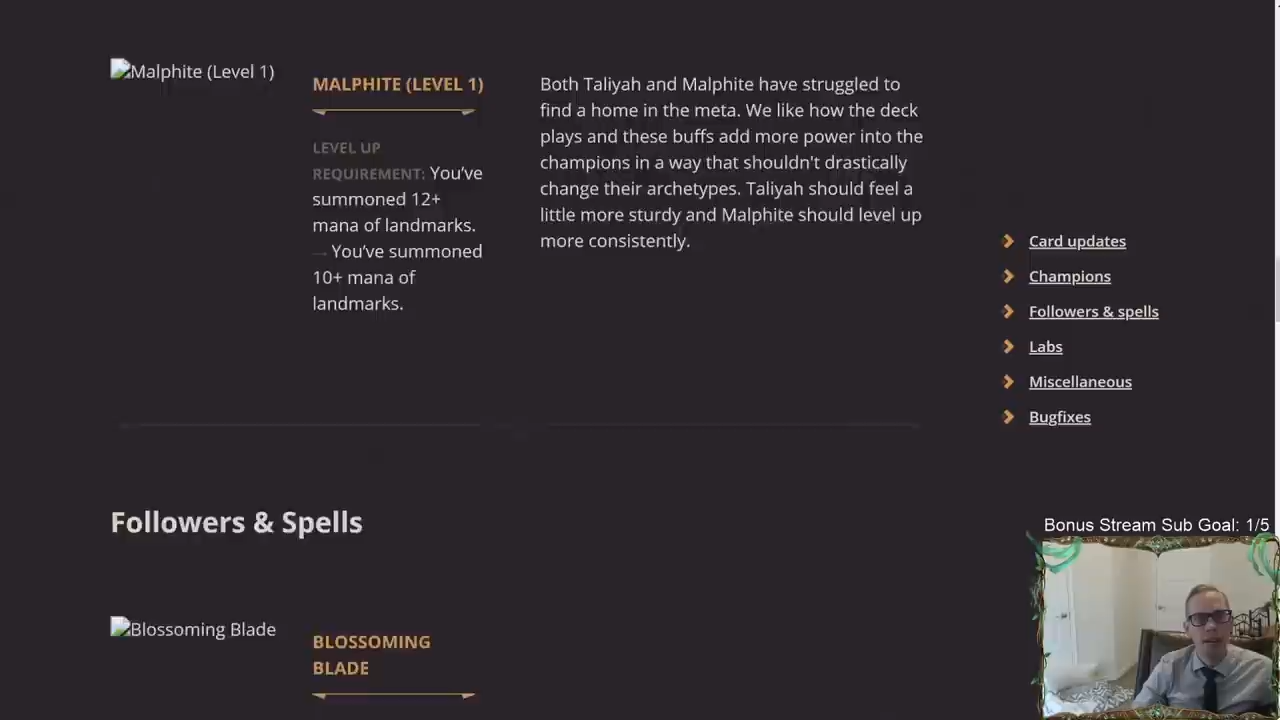 Malphite (Level 1)
MALPHITE (LEVEL 1)
LEVEL UP
REQUIREMENT: You've
summoned 12+
mana of landmarks.
— You've summoned
10+ mana of
landmarks.
Both Taliyah and Malphite have struggled to
find a home in the meta. We like how the deck
plays and these buffs add more power into the
champions in a way that shouldn't drastically
change their archetypes. Taliyah should feel a
little more sturdy and Malphite should level up
more consistently.
Card updates
Champions
Followers & spells
Labs
Miscellaneous
Bugfixes
Followers & Spells
Bonus Stream Sub Goal: 1/5
Blossoming Blade
BLOSSOMING
BLADE